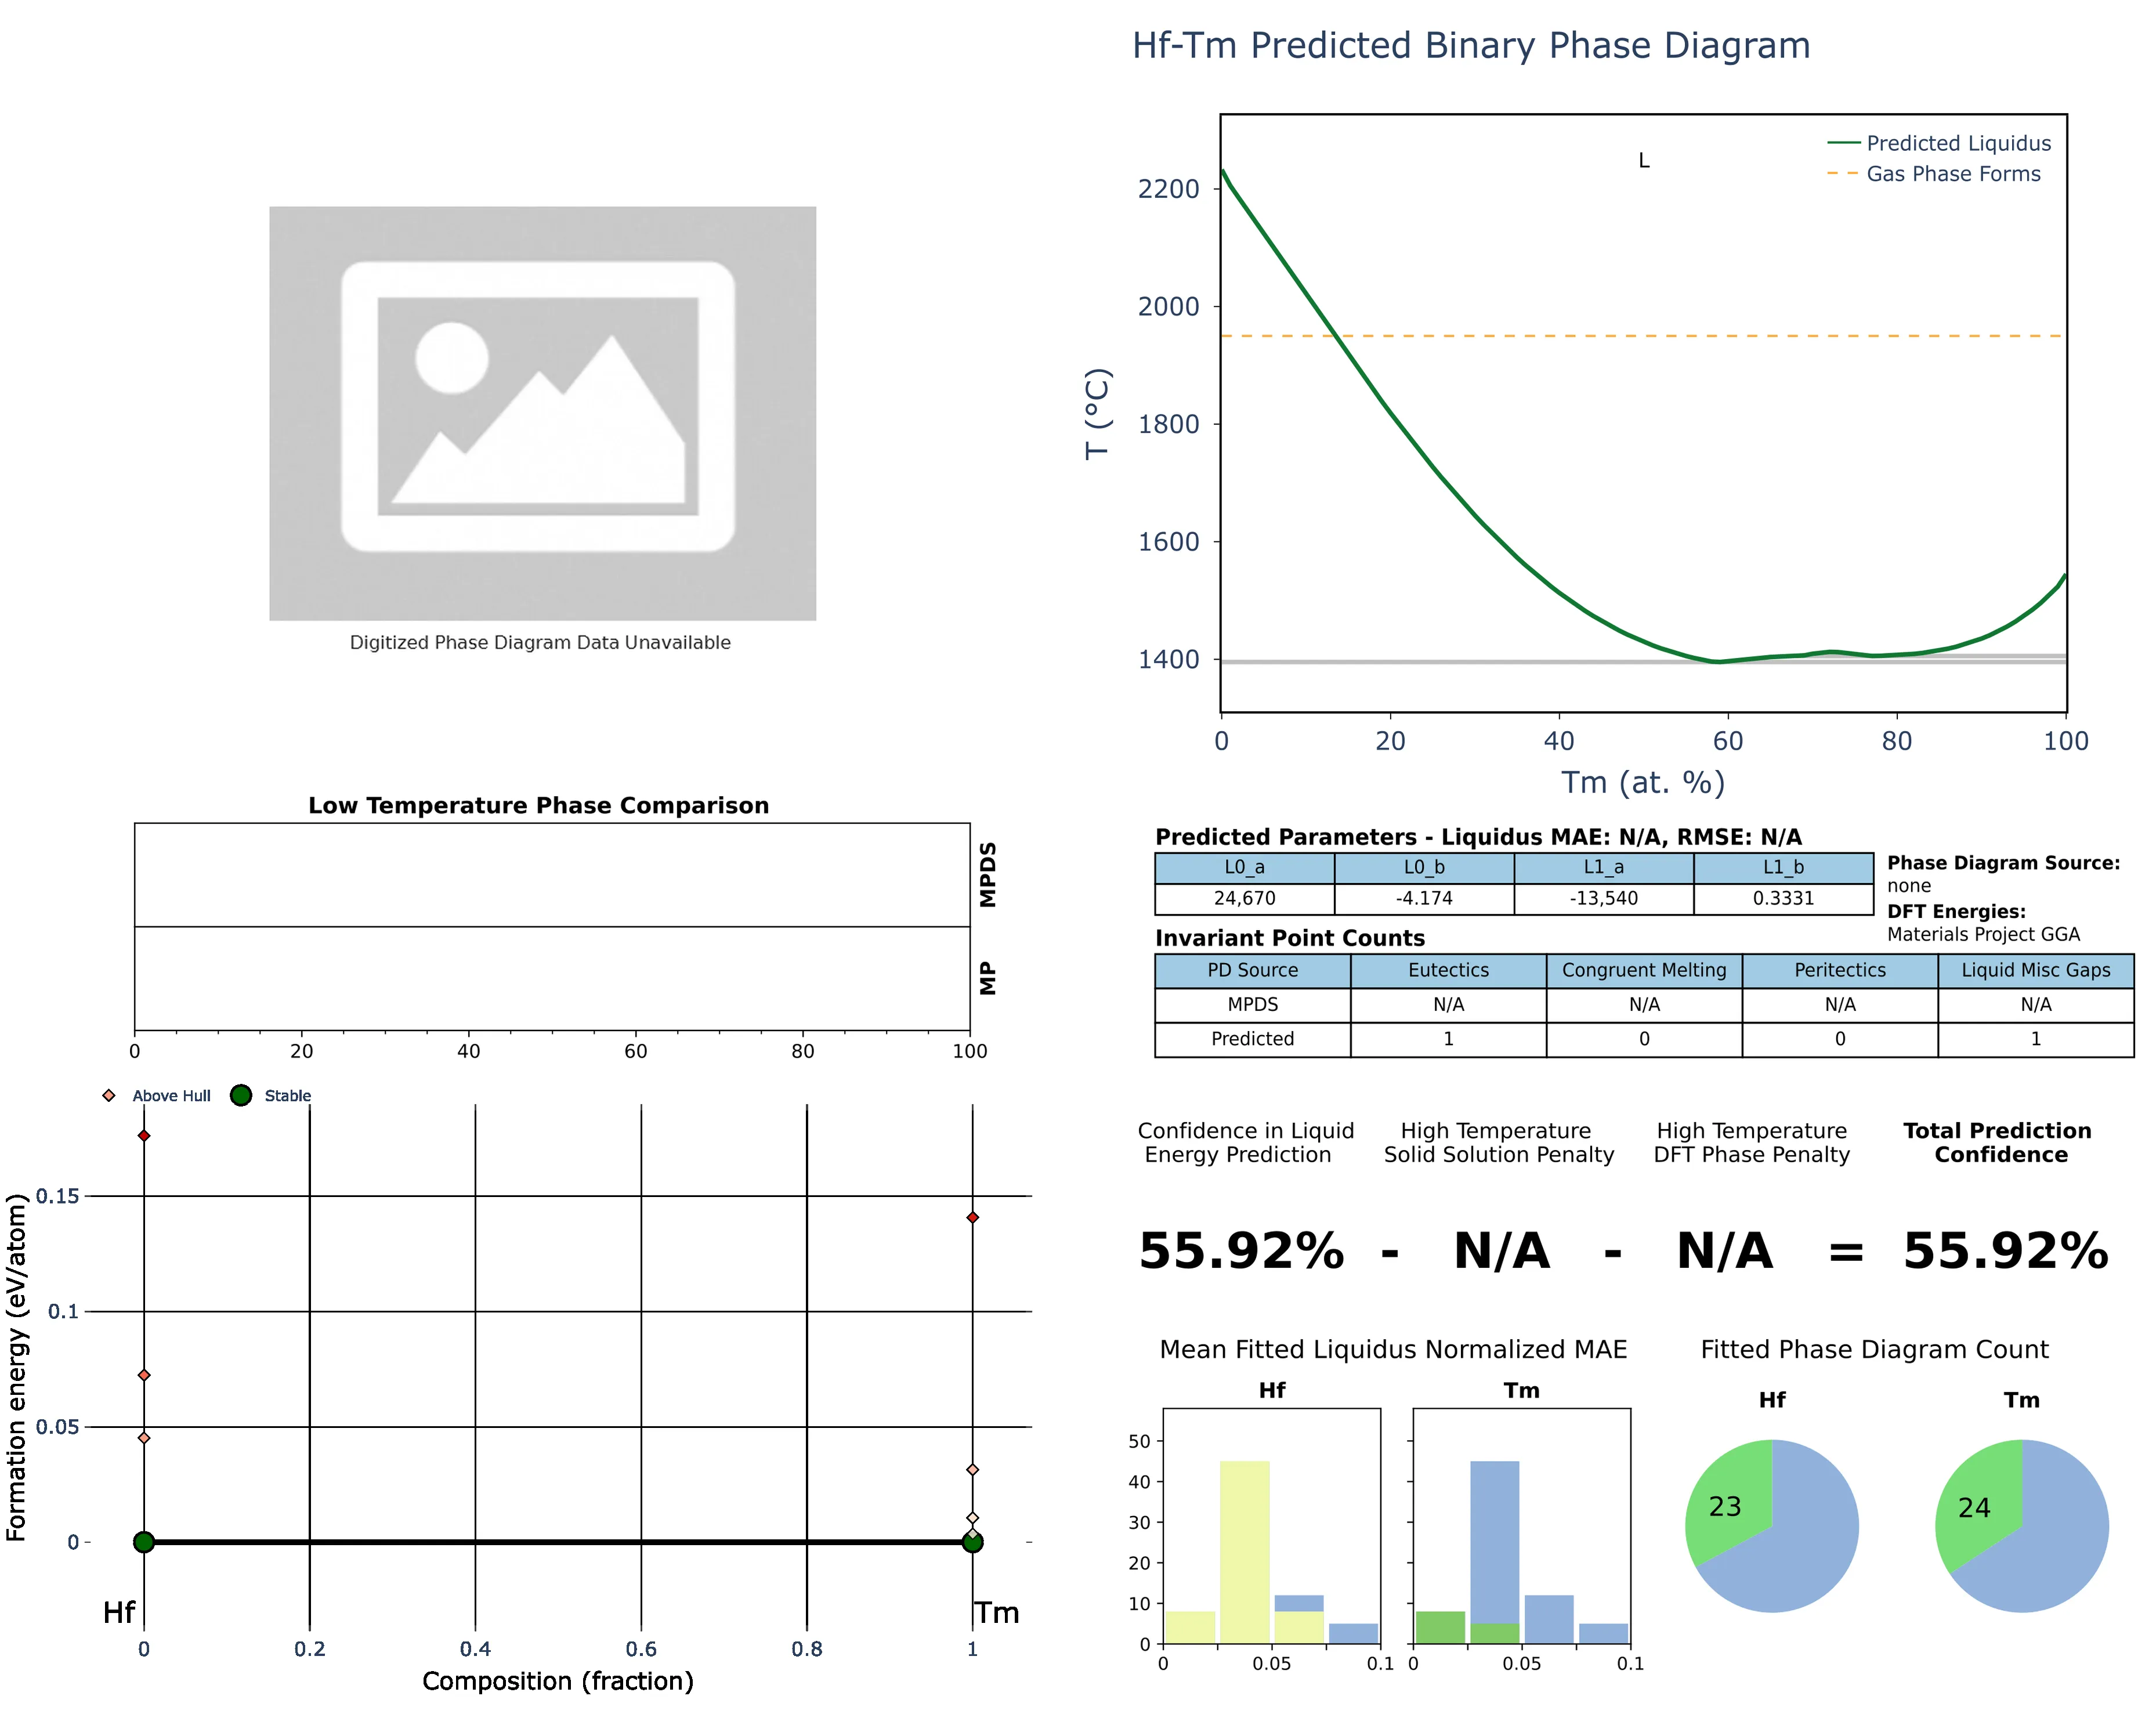 Hf-Tm Predicted Binary Phase Diagram
Digitized Phase Diagram Data Unavailable
L
Predicted Liquidus
Gas Phase Forms
T (°C)
2200
2000
1800
1600
1400
0 20 40 60 80 100
Tm (at. %)
Low Temperature Phase Comparison
MPDS
MP
0 20 40 60 80 100
Predicted Parameters - Liquidus MAE: N/A, RMSE: N/A
L0_a L0_b L1_a L1_b
24,670 -4.174 -13,540 0.3331
Phase Diagram Source:
none
DFT Energies:
Materials Project GGA
Invariant Point Counts
PD Source Eutectics Congruent Melting Peritectics Liquid Misc Gaps
MPDS N/A N/A N/A N/A
Predicted 1 0 0 1
Above Hull Stable
Formation energy (eV/atom)
0.15
0.1
0.05
0
Hf Tm
0 0.2 0.4 0.6 0.8 1
Composition (fraction)
Confidence in Liquid
Energy Prediction
High Temperature
Solid Solution Penalty
High Temperature
DFT Phase Penalty
Total Prediction
Confidence
55.92% - N/A - N/A = 55.92%
Mean Fitted Liquidus Normalized MAE
Hf Tm
50
40
30
20
10
0
0 0.05 0.1 0 0.05 0.1
Fitted Phase Diagram Count
Hf Tm
23 24